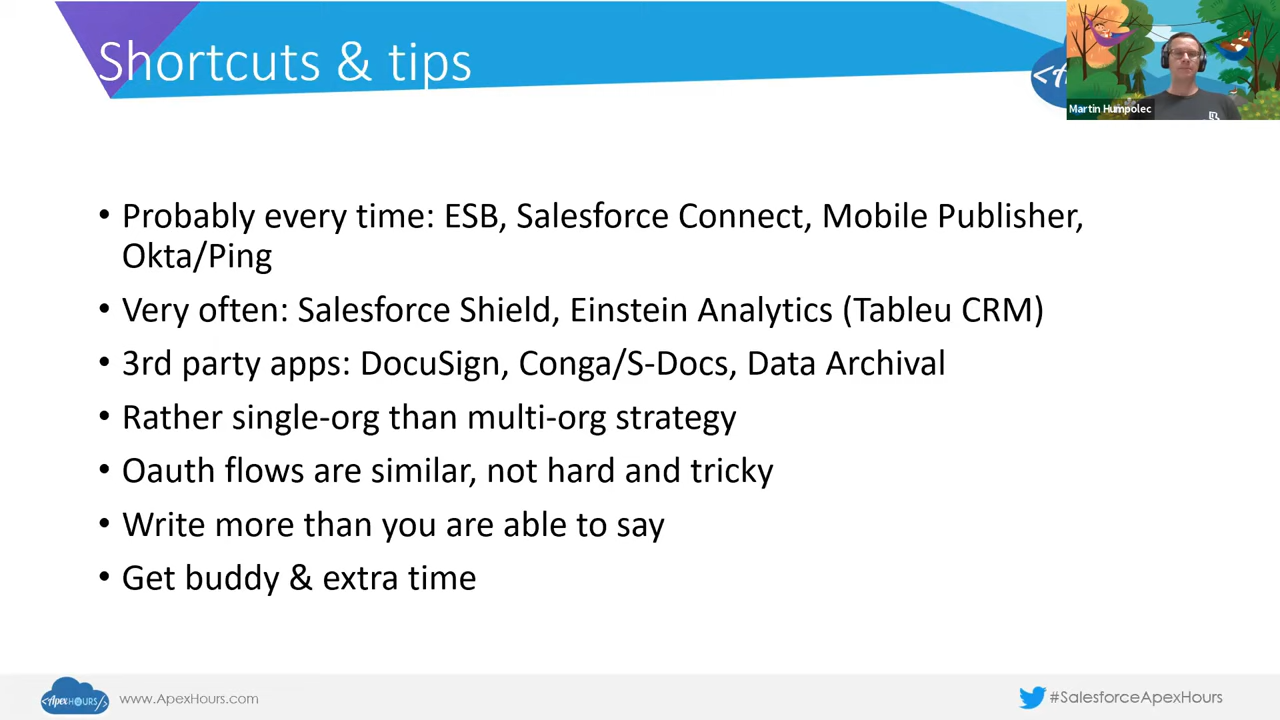 Shortcuts & tips
Martin Humpolec
• Probably every time: ESB, Salesforce Connect, Mobile Publisher,
Okta/Ping
• Very often: Salesforce Shield, Einstein Analytics (Tableu CRM)
• 3rd party apps: DocuSign, Conga/S-Docs, Data Archival
• Rather single-org than multi-org strategy
• Oauth flows are similar, not hard and tricky
• Write more than you are able to say
• Get buddy & extra time
<ApexHOURS/>
www.ApexHours.com
#SalesforceApexHours